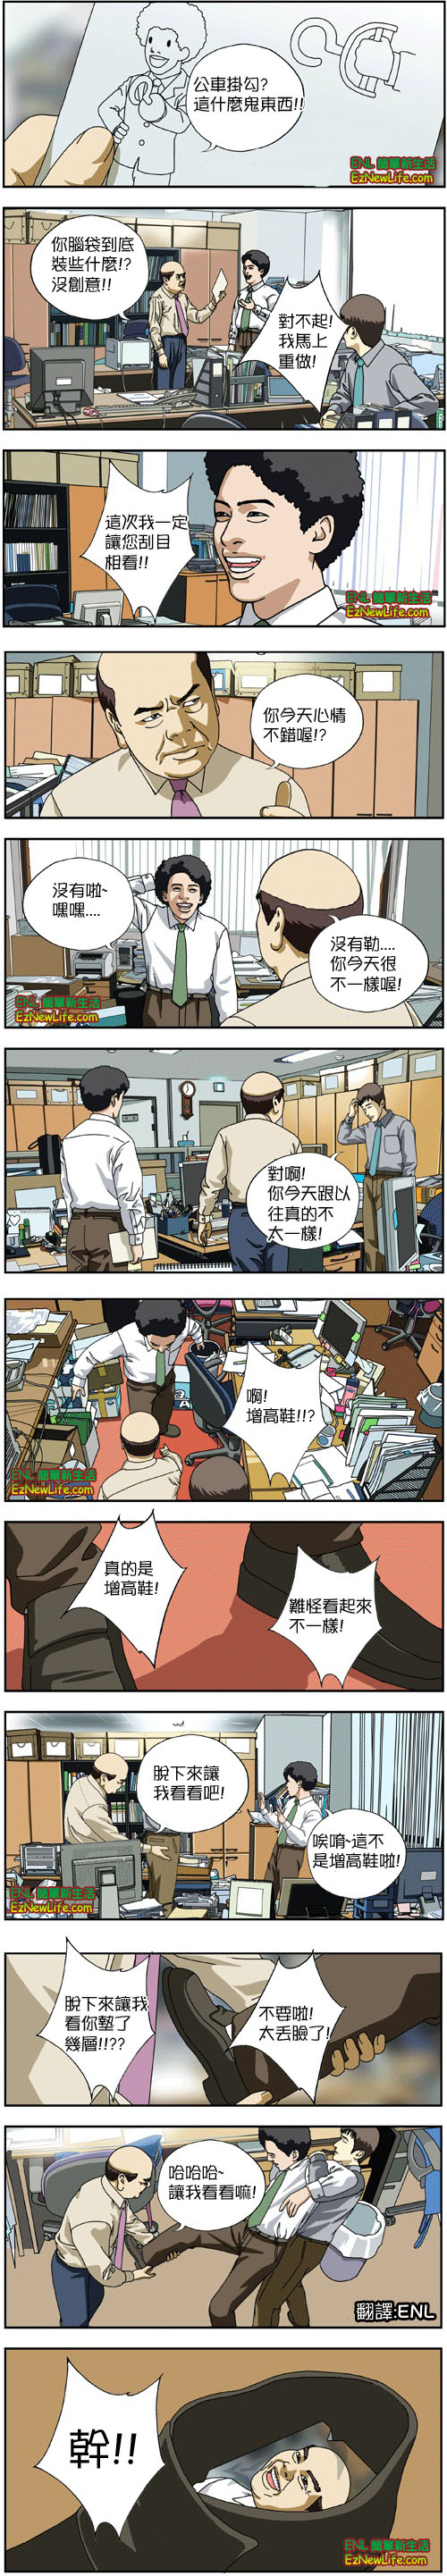 公車掛勾?
這什麼鬼東西!!
ENL 簡單新生活
EzNewLife.com
你腦袋到底
裝些什麼!?
沒創意!!
對不起!
我馬上
重做!
這次我一定
讓您刮目
相看!!
ENL 簡單新生活
EzNewLife.com
你今天心情
不錯喔!?
沒有啦~
嘿嘿....
沒有勒....
你今天很
不一樣喔!
ENL 簡單新生活
EzNewLife.com
對啊!
你今天跟以
往真的不
太一樣!
啊!
增高鞋!!?
ENL 簡單新生活
EzNewLife.com
真的是
增高鞋!
難怪看起來
不一樣!
脫下來讓
我看看吧!
唉唷~這不
是增高鞋啦!
ENL 簡單新生活
EzNewLife.com
脫下來讓我
看你墊了
幾層!!??
不要啦!
太丟臉了!
哈哈哈~
讓我看看嘛!
翻譯:ENL
幹!!
ENL 簡單新生活
EzNewLife.com